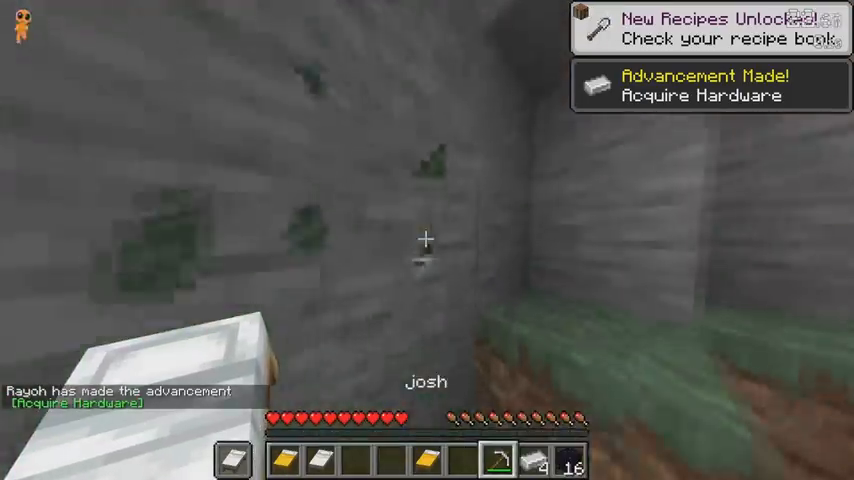 New Recipes Unlocked!
Check your recipe book
Advancement Made!
Acquire Hardware
josh
Rayoh has made the advancement
[Acquire Hardware]
4
16